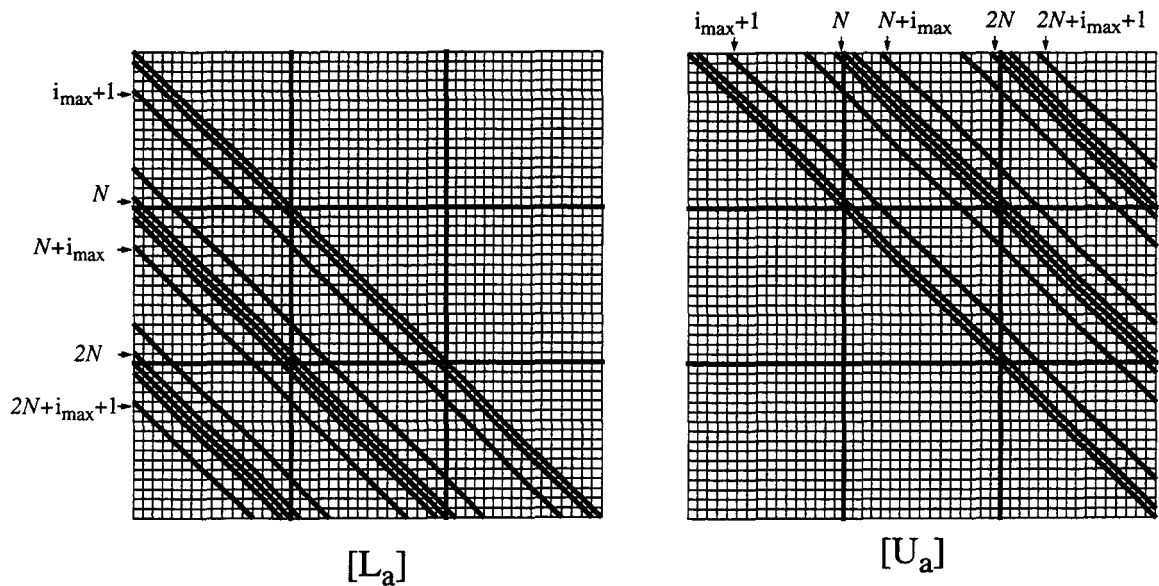 i_max+1
N
N+i_max
2N
2N+i_max+1
[L_a]
i_max+1
N
N+i_max
2N
2N+i_max+1
[U_a]